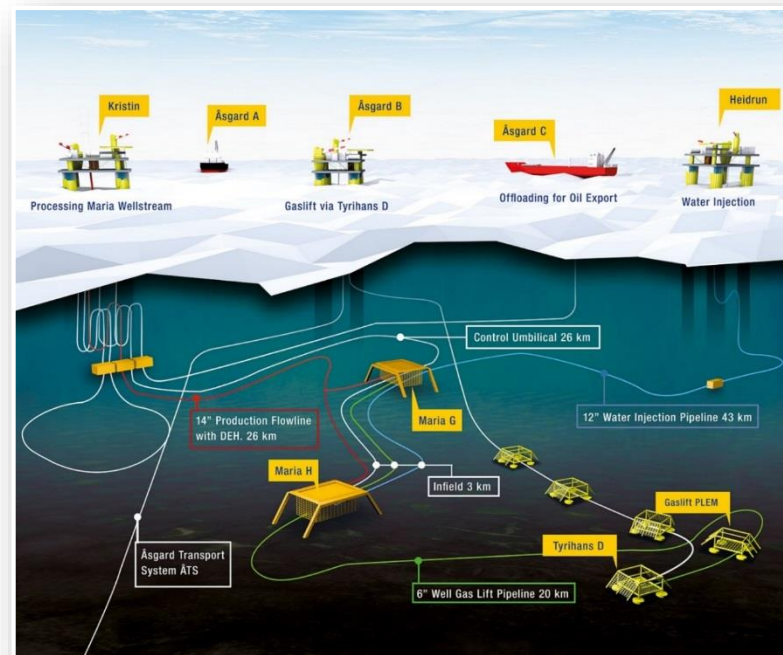 Kristin
Åsgard A
Åsgard B
Åsgard C
Heidrun
Processing Maria Wellstream
Gaslift via Tyrihans D
Offloading for Oil Export
Water Injection
Control Umbilical 26 km
14" Production Flowline
with DEH. 26 km
Maria G
12" Water Injection Pipeline 43 km
Maria H
Infield 3 km
Gaslift PLEM
Åsgard Transport
System ÅTS
Tyrihans D
6" Well Gas Lift Pipeline 20 km